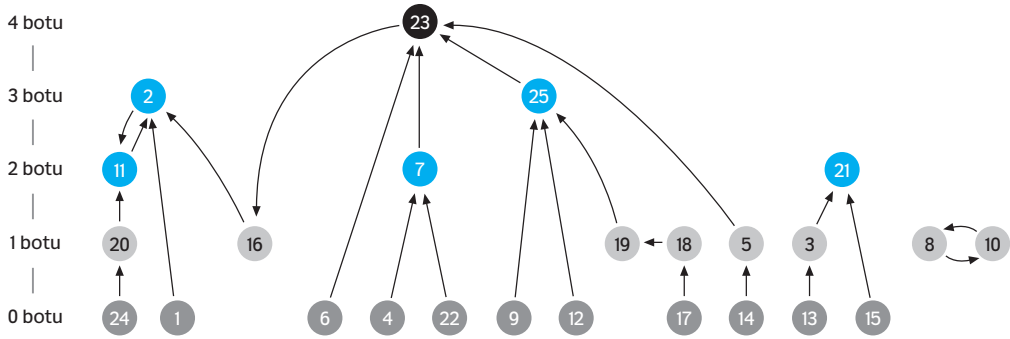 4 botu 23
3 botu 2 25
2 botu 11 7 21
1 botu 20 16 19 18 5 3 8 10
0 botu 24 1 6 4 22 9 12 17 14 13 15